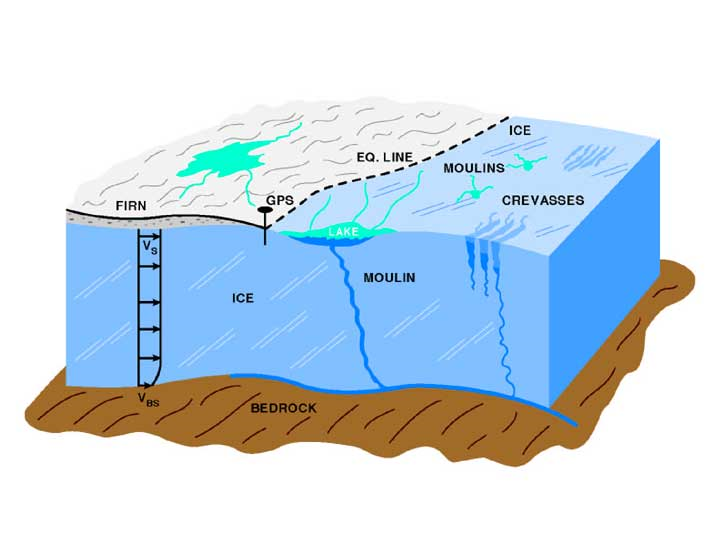 ICE
EQ. LINE
MOULINS
GPS
CREVASSES
FIRN
LAKE
VS
MOULIN
ICE
VBS
BEDROCK